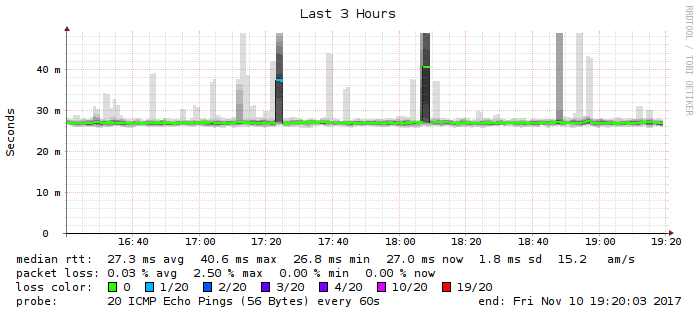 Last 3 Hours
RRDTOOL / TOBI OETIKER
Seconds
40 m
30 m
20 m
10 m
0
16:40 17:00 17:20 17:40 18:00 18:20 18:40 19:00 19:20
median rtt: 27.3 ms avg 40.6 ms max 26.8 ms min 27.0 ms now 1.8 ms sd 15.2 am/s
packet loss: 0.03 % avg 2.50 % max 0.00 % min 0.00 % now
loss color: 0 1/20 2/20 3/20 4/20 10/20 19/20
probe: 20 ICMP Echo Pings (56 Bytes) every 60s end: Fri Nov 10 19:20:03 2017